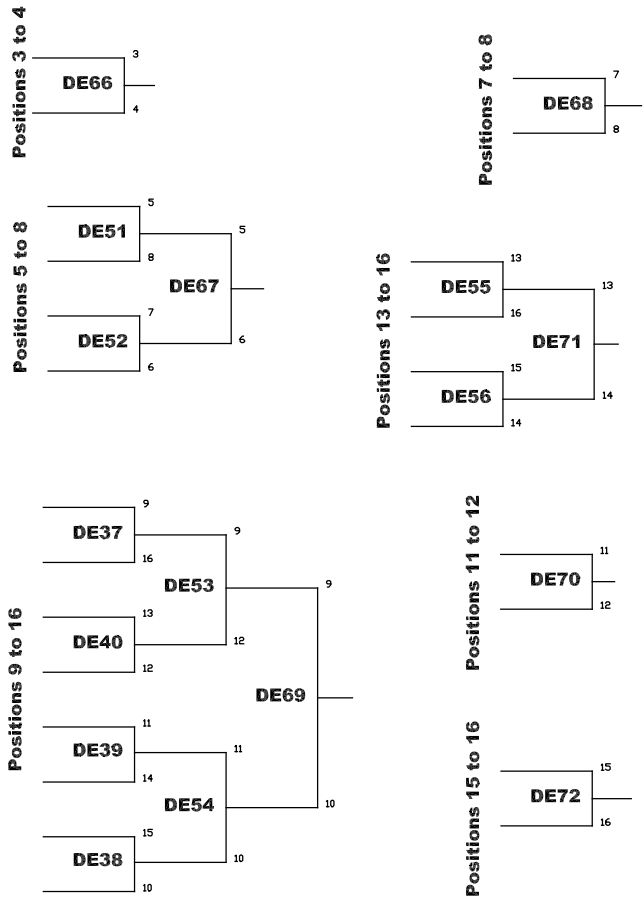 Positions 3 to 4
3
DE66
4
Positions 7 to 8
7
DE68
8
Positions 5 to 8
5
DE51
8
5
DE67
7
DE52
6
6
Positions 13 to 16
13
DE55
16
13
DE71
15
DE56
14
14
Positions 9 to 16
9
DE37
16
9
DE53
13
DE40
12
12
9
DE69
11
DE39
14
11
DE54
15
DE38
10
10
10
Positions 11 to 12
11
DE70
12
Positions 15 to 16
15
DE72
16